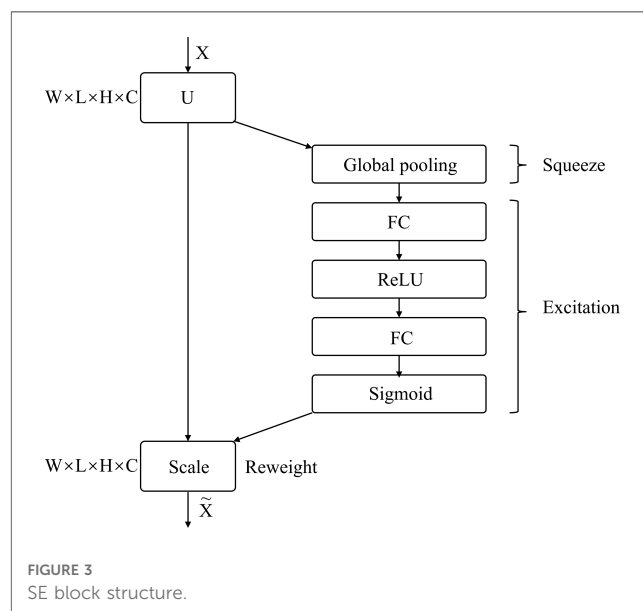 X
W×L×H×C
U
Global pooling
Squeeze
FC
ReLU
Excitation
FC
Sigmoid
W×L×H×C
Scale
Reweight
X̃
FIGURE 3
SE block structure.